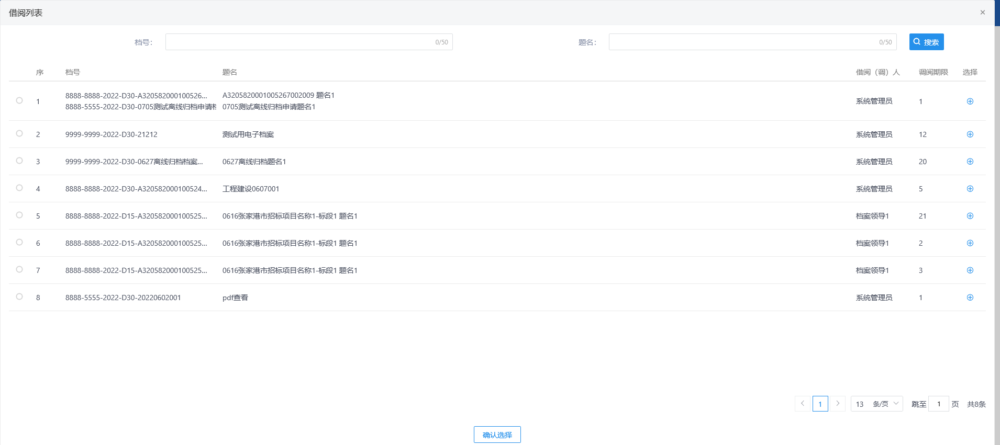 借阅列表
档号：
0/50
题名：
0/50
搜索
序 档号 题名 借阅（调）人 调阅期限 选择
1 8888-8888-2022-D30-A320582000100526... A3205820001005267002009 题名1 系统管理员 1
8888-5555-2022-D30-0705测试离线归档申请档 0705测试离线归档申请题名1
2 9999-9999-2022-D30-21212 测试用电子档案 系统管理员 12
3 9999-9999-2022-D30-0627离线归档档案... 0627离线归档题名1 系统管理员 20
4 8888-8888-2022-D30-A320582000100524... 工程建设0607001 系统管理员 5
5 8888-8888-2022-D15-A320582000100525... 0616张家港市招标项目名称1-标段1 题名1 档案领导1 21
6 8888-8888-2022-D15-A320582000100525... 0616张家港市招标项目名称1-标段1 题名1 档案领导1 2
7 8888-8888-2022-D15-A320582000100525... 0616张家港市招标项目名称1-标段1 题名1 档案领导1 3
8 8888-5555-2022-D30-20220602001 pdf查看 系统管理员 1
1 13 条/页 跳至 1 页 共8条
确认选择